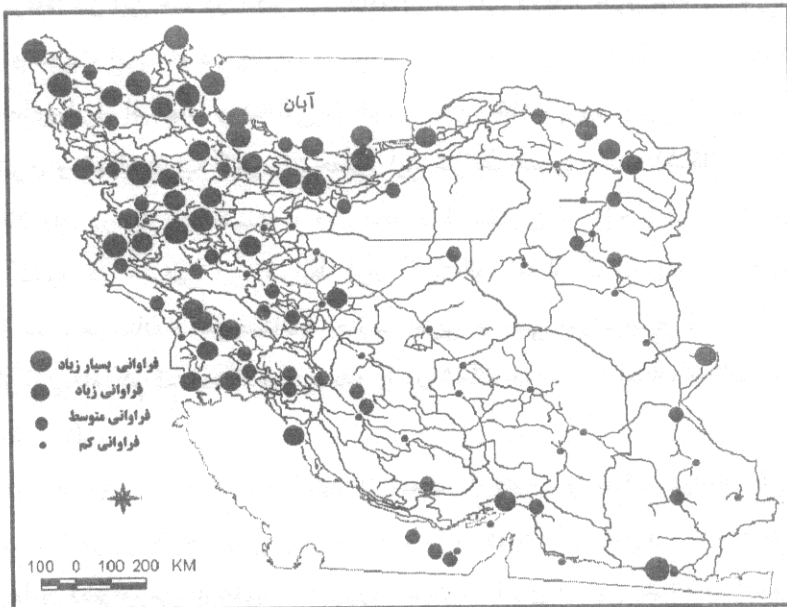 آبان
فراوانی بسیار زیاد
فراوانی زیاد
فراوانی متوسط
فراوانی کم
100 0 100 200 KM